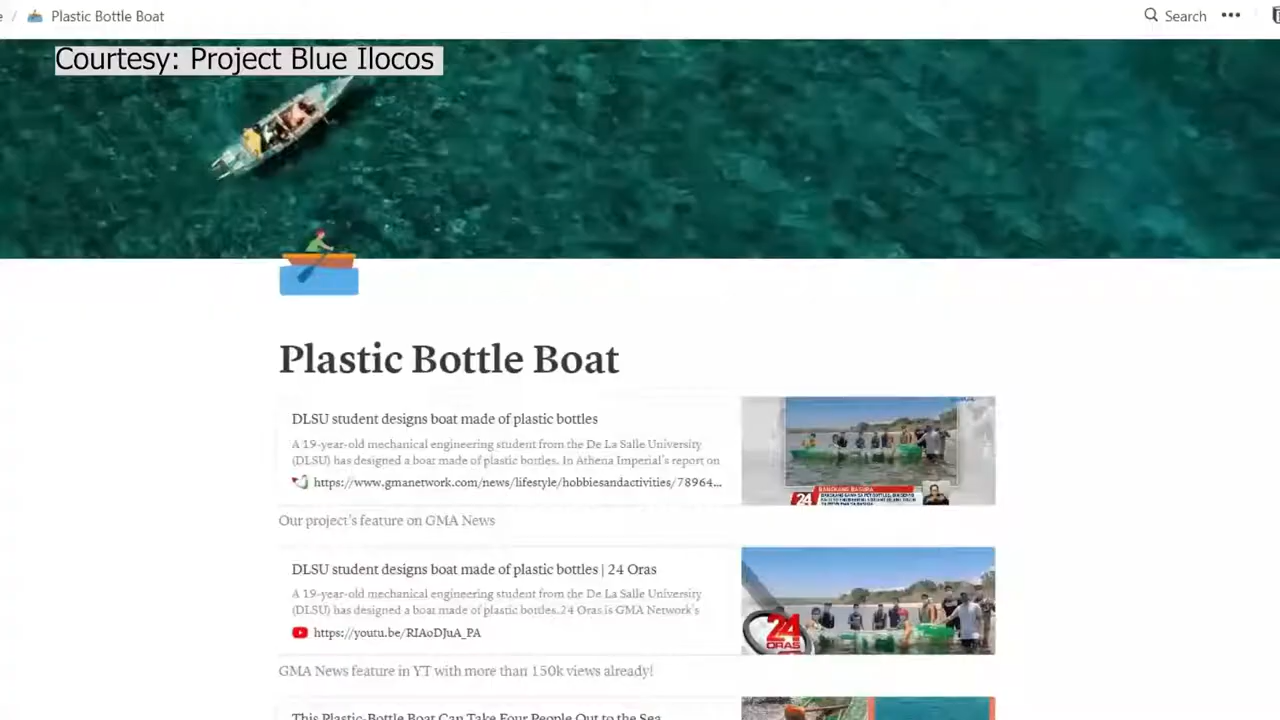 Plastic Bottle Boat
Search
Courtesy: Project Blue Ilocos
Plastic Bottle Boat
DLSU student designs boat made of plastic bottles
A 19-year-old mechanical engineering student from the De La Salle University
(DLSU) has designed a boat made of plastic bottles. In Athena Imperial's report on
https://www.gmanetwork.com/news/lifestyle/hobbiesandactivities/78964...
BANGKANG BASURA
24
Our project's feature on GMA News
DLSU student designs boat made of plastic bottles | 24 Oras
A 19-year-old mechanical engineering student from the De La Salle University
(DLSU) has designed a boat made of plastic bottles..24 Oras is GMA Network's
https://youtu.be/RIAoDJuA_PA
24
ORAS
GMA News feature in YT with more than 150k views already!
This Plastic-Bottle Boat Can Take Four People Out to the Sea